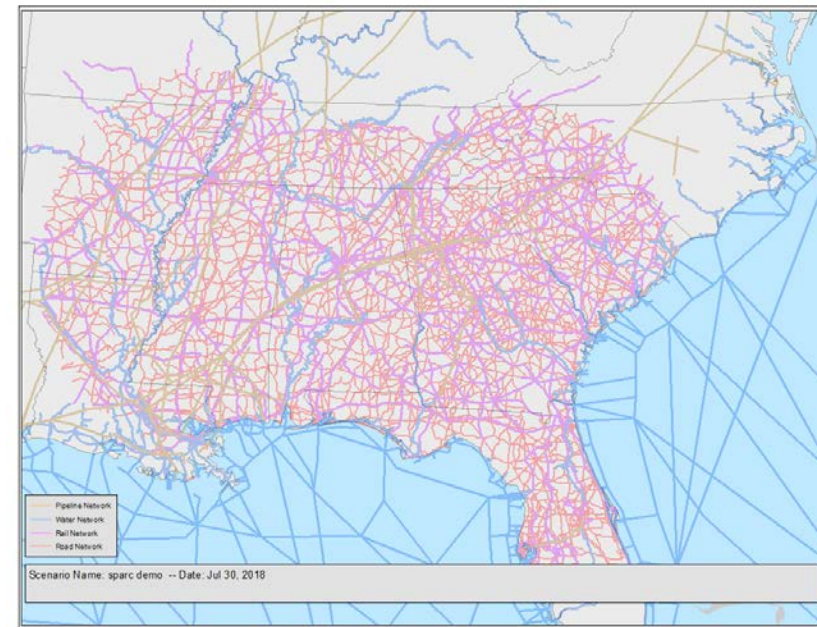 Pipeline Network
Water Network
Rail Network
Road Network
Scenario Name: sparc demo -- Date: Jul 30, 2018